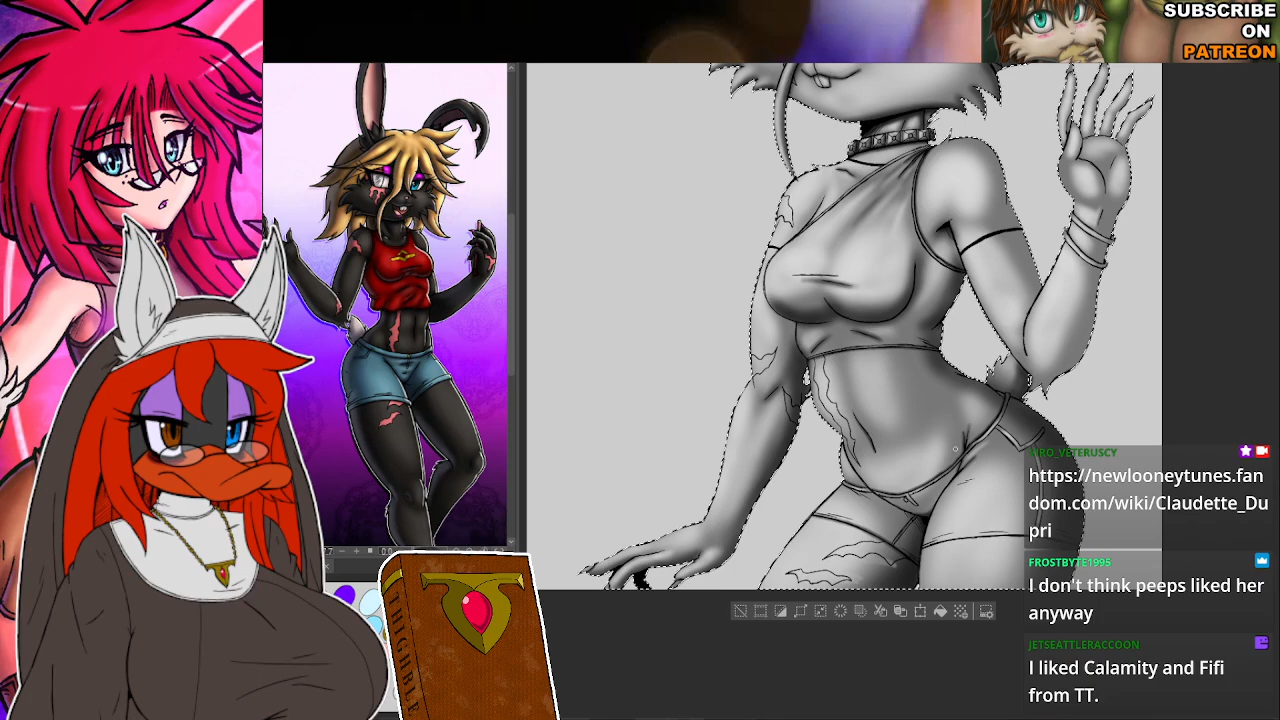 SUBSCRIBE
ON
PATREON
https://newlooneytunes.fan
dom.com/wiki/Claudette_Du
pri
FROSTBYTE1995
I don't think peeps liked her
anyway
JETSEATTLERACCOON
I liked Calamity and Fifi
from TT.
THIGHBLE